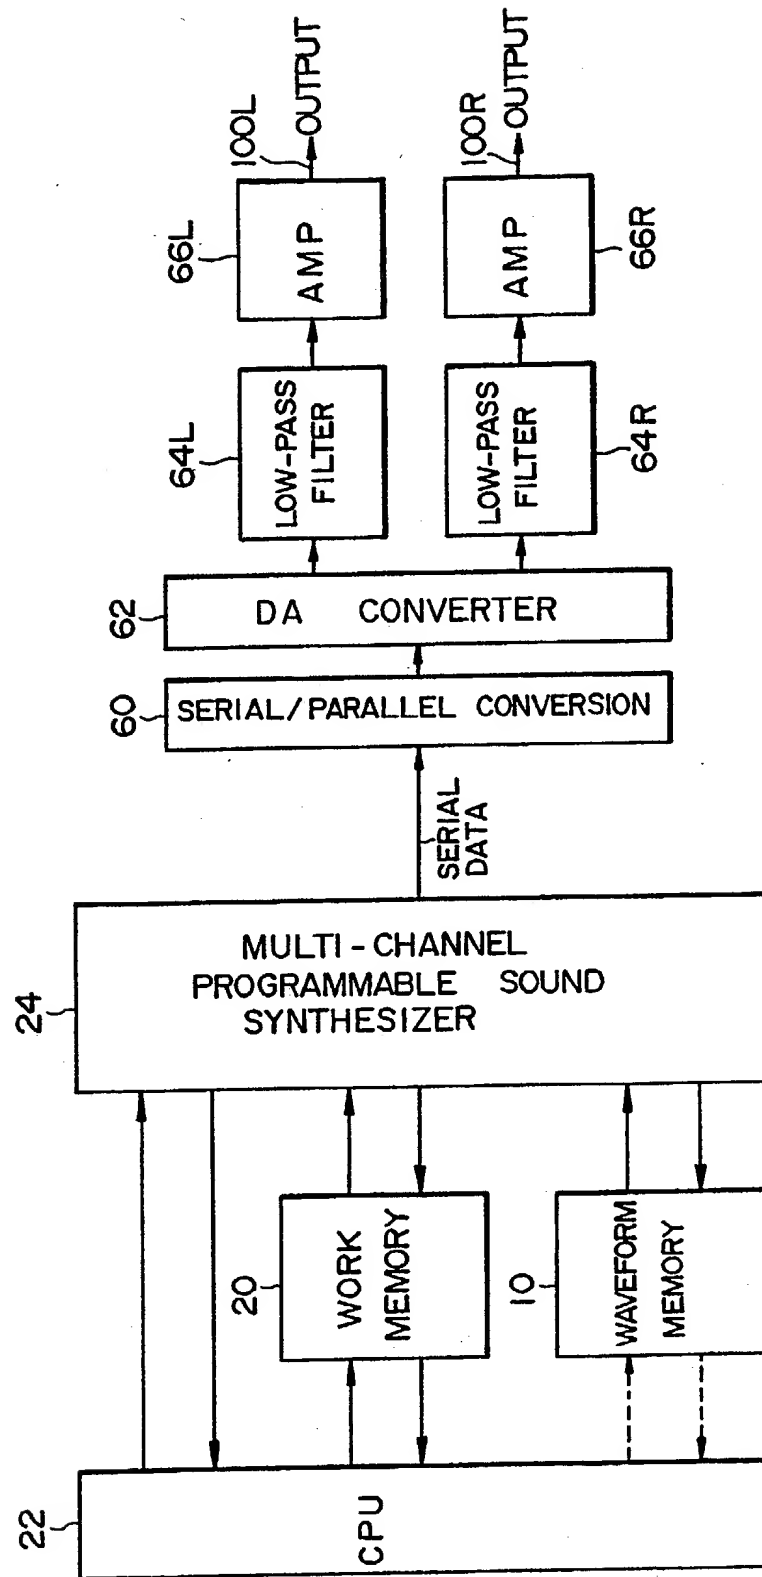 22
CPU
20
WORK
MEMORY
10
WAVEFORM
MEMORY
24
MULTI-CHANNEL
PROGRAMMABLE SOUND
SYNTHESIZER
SERIAL
DATA
60
SERIAL/PARALLEL CONVERSION
62
DA CONVERTER
64L
LOW-PASS
FILTER
64R
LOW-PASS
FILTER
66L
AMP
66R
AMP
100L
OUTPUT
100R
OUTPUT